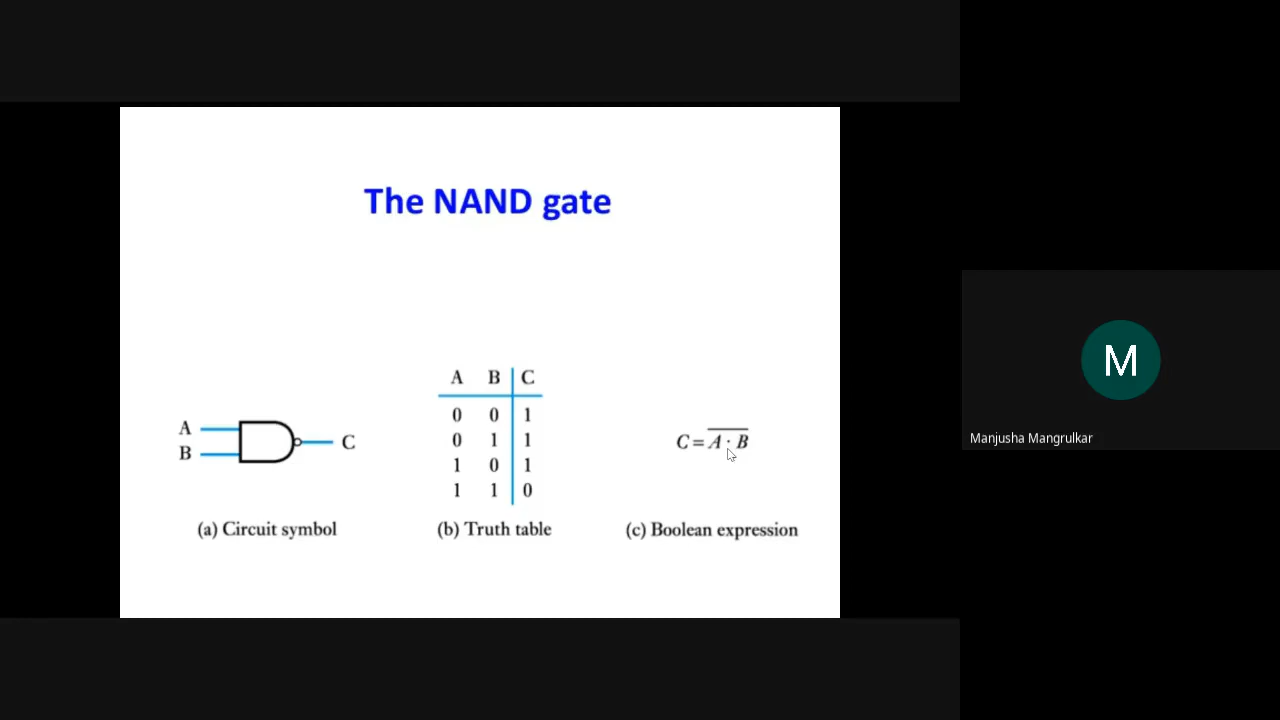 The NAND gate
A
B
C
A B C
0 0 1
0 1 1
1 0 1
1 1 0
C = \overline{A · B}
(a) Circuit symbol
(b) Truth table
(c) Boolean expression
M
Manjusha Mangrulkar